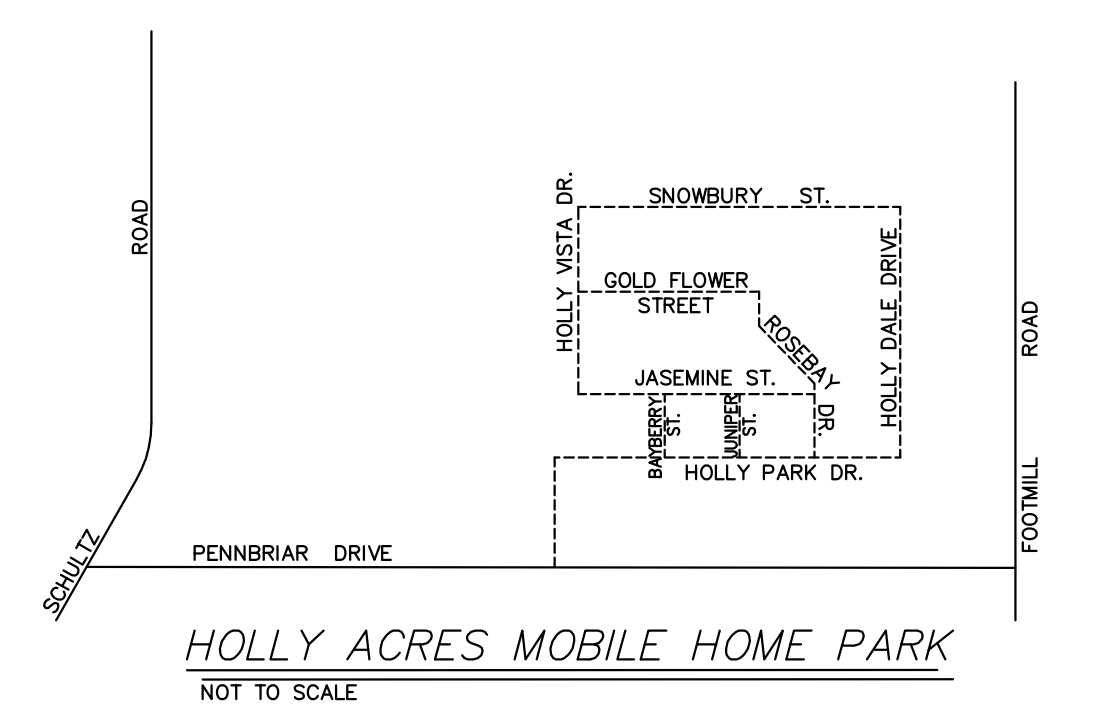 SNOWBURY ST.
HOLLY VISTA DR.
ROAD
HOLLY DALE DRIVE
GOLD FLOWER
STREET
ROSEBAY DR.
ROAD
JASEMINE ST.
BAYBERRY
ST.
JUNIPER
ST.
HOLLY PARK DR.
FOOTMILL
SCHULTZ
PENNBRIAR DRIVE
HOLLY ACRES MOBILE HOME PARK
NOT TO SCALE